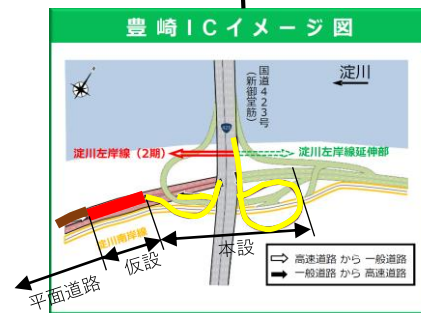 豊崎ICイメージ図
淀川
国道423号
(新御堂筋)
淀川左岸線(2期)
淀川左岸線延伸部
淀川南岸線
平面道路
仮設
本設
高速道路 から 一般道路
一般道路 から 高速道路